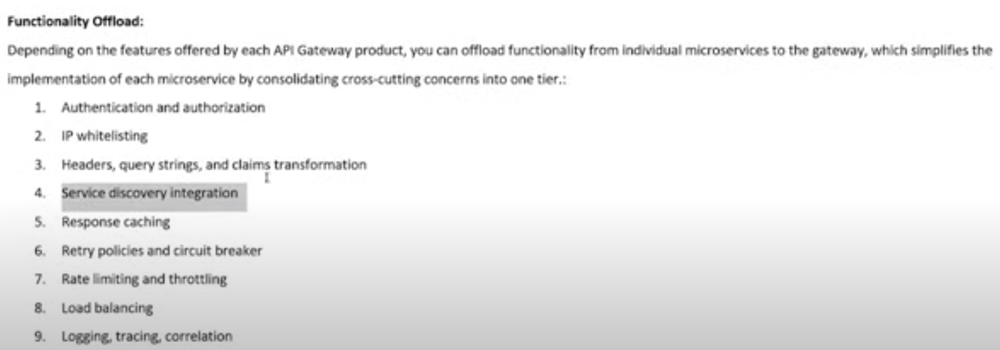 Functionality Offload:
Depending on the features offered by each API Gateway product, you can offload functionality from individual microservices to the gateway, which simplifies the
implementation of each microservice by consolidating cross-cutting concerns into one tier.:
1. Authentication and authorization
2. IP whitelisting
3. Headers, query strings, and claims transformation
4. Service discovery integration
5. Response caching
6. Retry policies and circuit breaker
7. Rate limiting and throttling
8. Load balancing
9. Logging, tracing, correlation